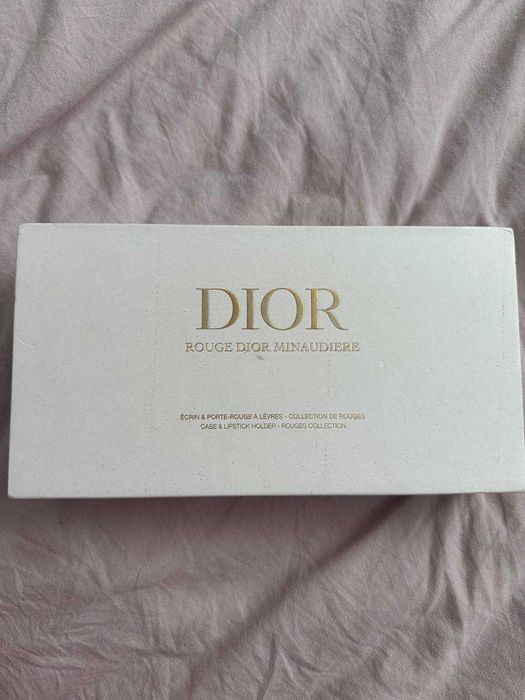 DIOR
ROUGE DIOR MINAUDIERE
ÉCRIN & PORTE-ROUGE À LÈVRES - COLLECTION DE ROUGES
CASE & LIPSTICK HOLDER - ROUGES COLLECTION